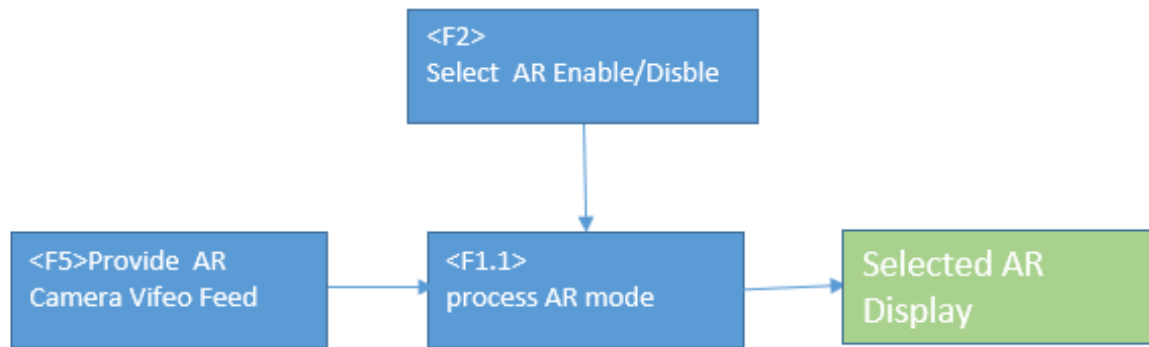 <F2>
Select AR Enable/Disble
<F5>Provide AR
Camera Vifeo Feed
<F1.1>
process AR mode
Selected AR
Display